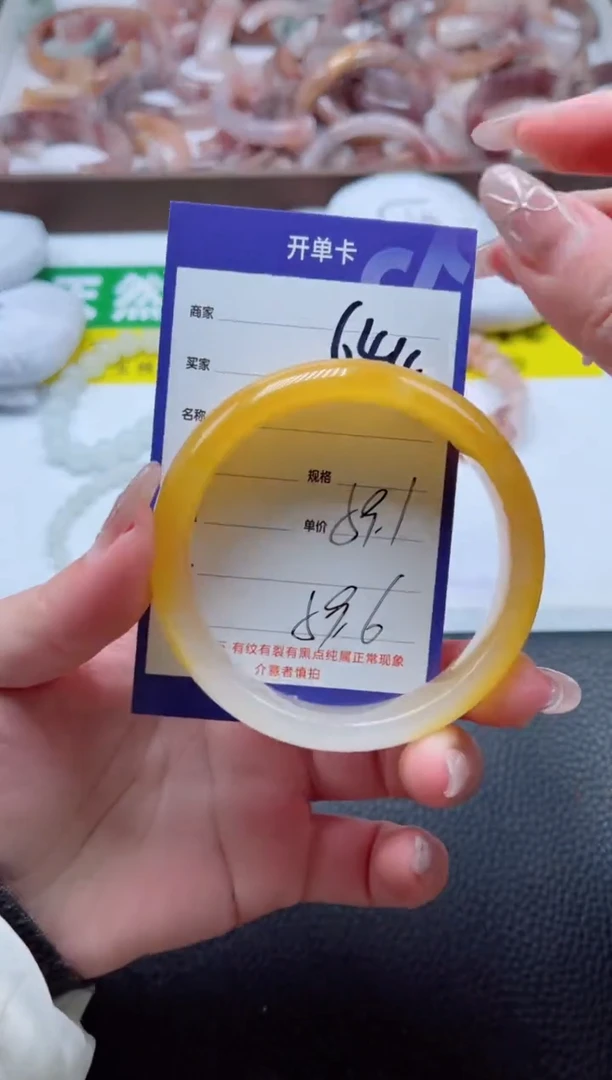 开单卡
商家
买家
名称
规格
单价 59.1
59.6
有纹有裂有黑点纯属正常现象
介意者慎拍
天然